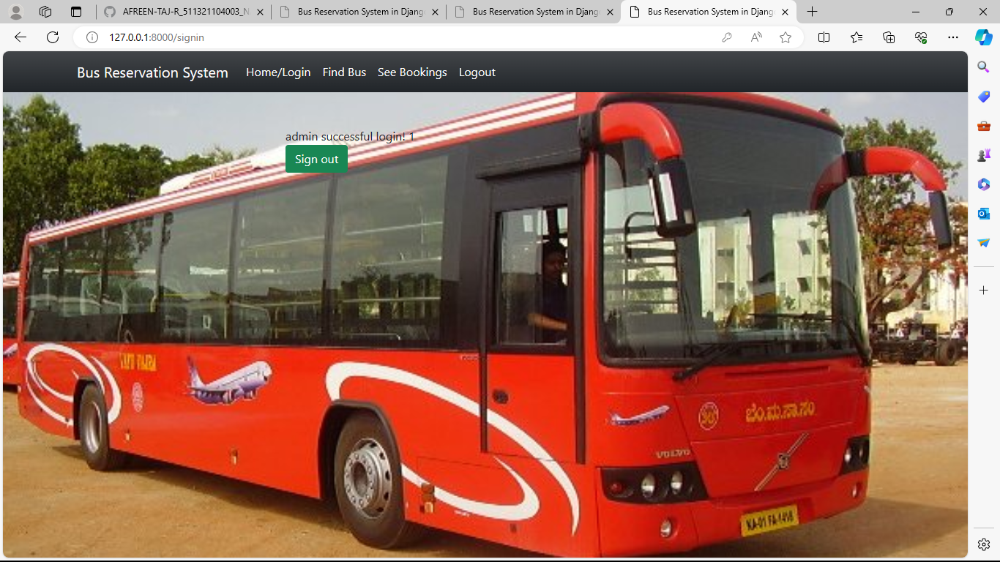 AFREEN-TAJ-R_511321104003_N
Bus Reservation System in Djang
Bus Reservation System in Djang
Bus Reservation System in Djang
127.0.0.1:8000/signin
Bus Reservation System Home/Login Find Bus See Bookings Logout
admin successful login! 1
Sign out
ಬೆಂ.ಮ.ಸಾ.ಸಂ.
VOLVO
KA-01 FA-1418